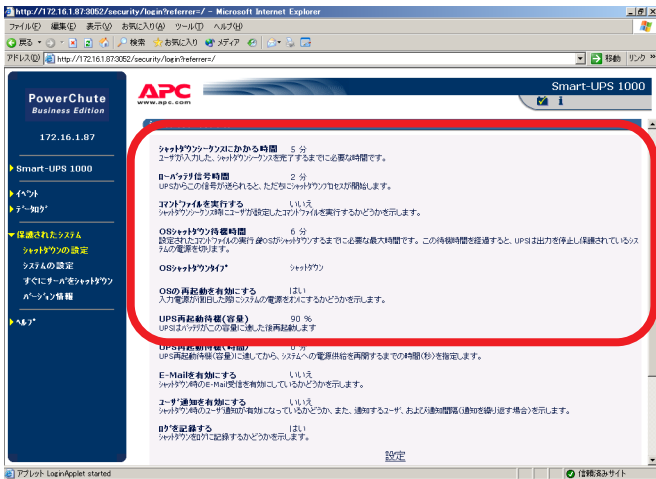 http://172.16.1.87:3052/security/login?referrer=/ - Microsoft Internet Explorer
ファイル(F) 編集(E) 表示(V) お気に入り(A) ツール(T) ヘルプ(H)
戻る 検索 お気に入り メディア
アドレス(D) http://172.16.1.87:3052/security/login?referrer=/ 移動 リンク »
PowerChute
Business Edition
172.16.1.87
Smart-UPS 1000
イベント
データログ
保護されたシステム
シャットダウンの設定
システムの設定
すぐにサーバをシャットダウン
バージョン情報
ヘルプ
APC
www.apc.com
Smart-UPS 1000
シャットダウンシーケンスにかかる時間 5 分
ユーザが入力した、シャットダウンシーケンスを完了するまでに必要な時間です。
ローバッテリ信号時間 2 分
UPSからこの信号が送られると、ただちにシャットダウンプロセスが開始します。
コマンドファイルを実行する いいえ
シャットダウンシーケンス時にユーザが設定したコマンドファイルを実行するかどうかを示します。
OSシャットダウン待機時間 6 分
設定されたコマンドファイルの実行後OSがシャットダウンするまでに必要な最大時間です。この待機時間を経過すると、UPSは出力を停止し保護されているシス
テムの電源を切ります。
OSシャットダウンタイプ シャットダウン
OSの再起動を有効にする はい
入力電源が復旧した際にシステムの電源をオンにするかどうかを示します。
UPS再起動待機(容量) 90 %
UPSはバッテリがこの容量に達した後再起動します
UPS再起動待機(時間) 0 分
UPS再起動待機(容量)に達してから、システムへの電源供給を再開するまでの時間(秒)を指定します。
E-Mailを有効にする いいえ
シャットダウン時のE-Mail受信を有効にしているかどうかを示します。
ユーザ通知を有効にする いいえ
シャットダウン時のユーザ通知が有効になっているかどうか、また、通知するユーザ、および通知間隔(通知を繰り返す場合)を示します。
ログを記録する はい
シャットダウンをログに記録するかどうかを示します。
設定
アプレット LoginApplet started 信頼済みサイト